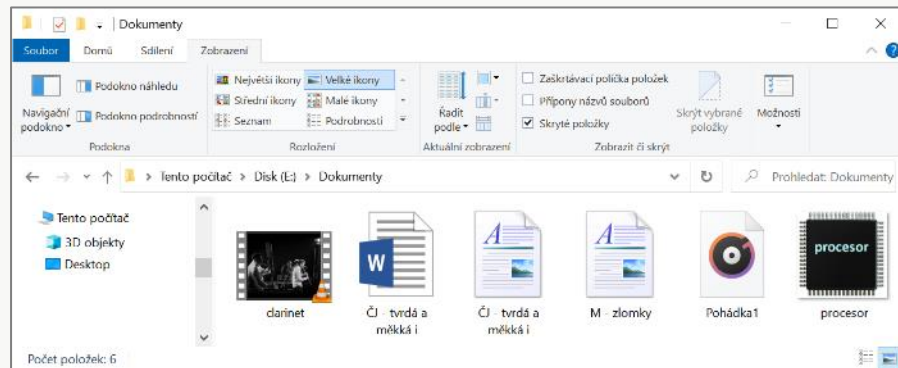 Dokumenty
Soubor Domů Sdílení Zobrazení
Navigační podokno
Podokno náhledu
Podokno podrobností
Podokna
Největší ikony Velké ikony
Střední ikony Malé ikony
Seznam Podrobnosti
Rozložení
Řadit podle
Aktuální zobrazení
Zaškrtávací políčka položek
Přípony názvů souborů
Skryté položky
Skrýt vybrané položky
Zobrazit či skrýt
Možnosti
Tento počítač > Disk (E:) > Dokumenty
Prohledat: Dokumenty
Tento počítač
3D objekty
Desktop
W
A
A
procesor
clarinet
ČJ - tvrdá a měkká i
ČJ - tvrdá a měkká i
M - zlomky
Pohádka1
procesor
Počet položek: 6